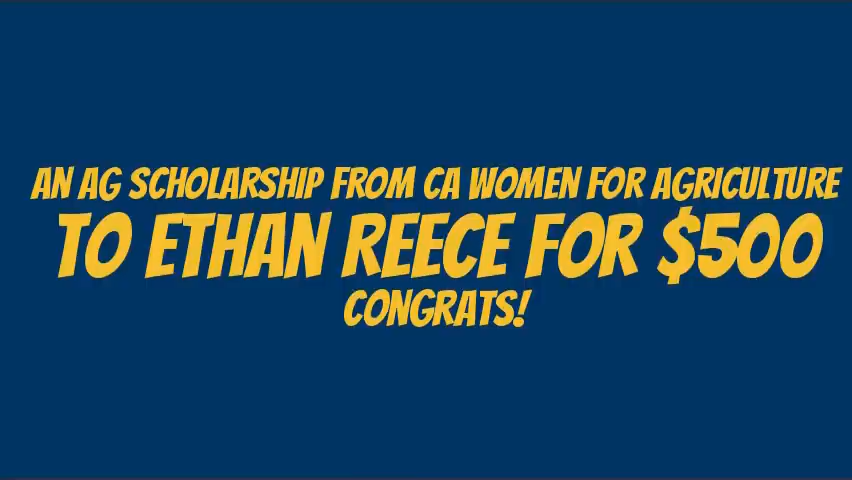 AN AG SCHOLARSHIP FROM CA WOMEN FOR AGRICULTURE
TO ETHAN REECE FOR $500
CONGRATS!